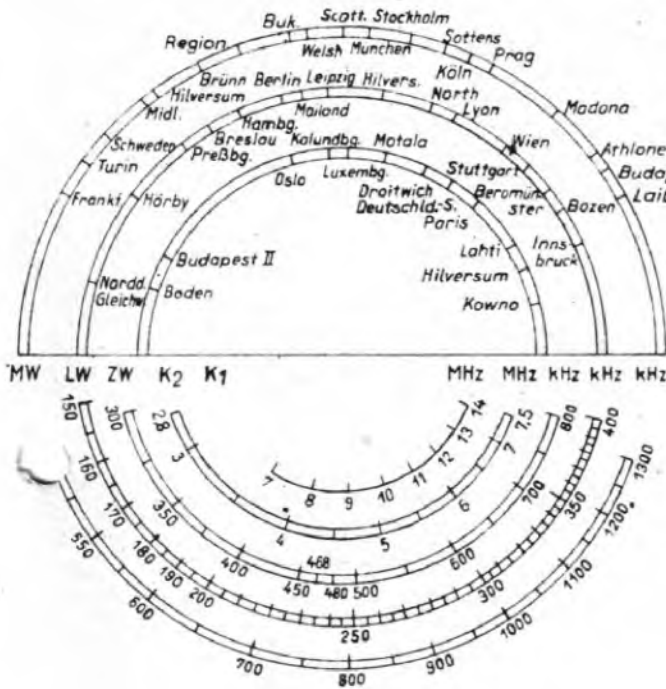 Scott. Stockholm
Buk.
Region
Welsh München
Sottens
Prag
Brünn Berlin Leipzig Hilvers.
Köln
Hilversum
Midl.
North
Lyon
Madona
Hambg.
Mailand
Schweden
Breslau
Preßbg.
Kalundbg.
Motala
Wien
Athlone
Turin
Oslo
Luxembg.
Stuttgart
Frankf.
Hörby
Droitwich
Deutschld.-S.
Paris
Beromün-
ster
Bozen
Budapest II
Lahti
Inns-
bruck
Nordd.
Boden
Hilversum
Kowno
MW LW ZW K2 K1 MHz MHz kHz kHz kHz
150 160 170 180 190 200 250 300 350 400
300 350 400 450 468 480 500 600 700 800
2,8 3 4 5 6 7 7,5
7 8 9 10 11 12 13 14
550 600 700 800 900 1000 1100 1200 1300